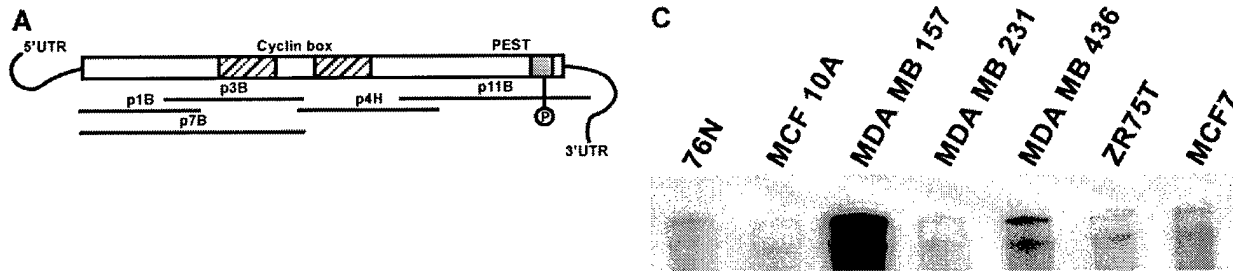 A
5'UTR
Cyclin box
PEST
p1B
p3B
p4H
p11B
p7B
P
3'UTR
C
76N
MCF 10A
MDA MB 157
MDA MB 231
MDA MB 436
ZR75T
MCF7